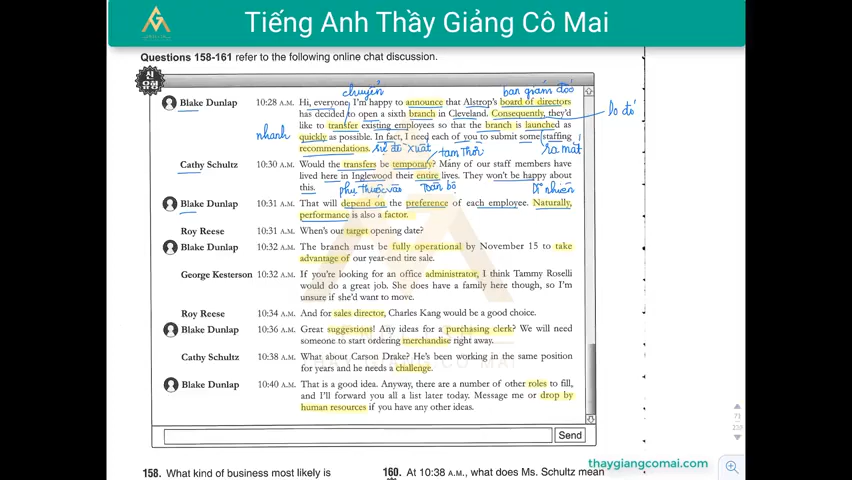 Tiếng Anh Thầy Giảng Cô Mai
Questions 158-161 refer to the following online chat discussion.
chuyển
ban giám đốc
Blake Dunlap 10:28 A.M. Hi, everyone. I'm happy to announce that Alstrop's board of directors
has decided to open a sixth branch in Cleveland. Consequently, they'd
do đó
like to transfer existing employees so that the branch is launched as
nhanh
quickly as possible. In fact, I need each of you to submit some staffing
recommendations. sự đề xuất
ra mắt
tạm thời
Cathy Schultz 10:30 A.M. Would the transfers be temporary? Many of our staff members have
lived here in Inglewood their entire lives. They won't be happy about
this.
phụ thuộc vào
toàn bộ
dĩ nhiên
Blake Dunlap 10:31 A.M. That will depend on the preference of each employee. Naturally,
performance is also a factor.
Roy Reese 10:31 A.M. When's our target opening date?
Blake Dunlap 10:32 A.M. The branch must be fully operational by November 15 to take
advantage of our year-end tire sale.
George Kesterson 10:32 A.M. If you're looking for an office administrator, I think Tammy Roselli
would do a great job. She does have a family here though, so I'm
unsure if she'd want to move.
Roy Reese 10:34 A.M. And for sales director, Charles Kang would be a good choice.
Blake Dunlap 10:36 A.M. Great suggestions! Any ideas for a purchasing clerk? We will need
someone to start ordering merchandise right away.
Cathy Schultz 10:38 A.M. What about Carson Drake? He's been working in the same position
for years and he needs a challenge.
Blake Dunlap 10:40 A.M. That is a good idea. Anyway, there are a number of other roles to fill,
and I'll forward you all a list later today. Message me or drop by
human resources if you have any other ideas.
Send
thaygiangcomai.com
158. What kind of business most likely is
160. At 10:38 A.M., what does Ms. Schultz mean